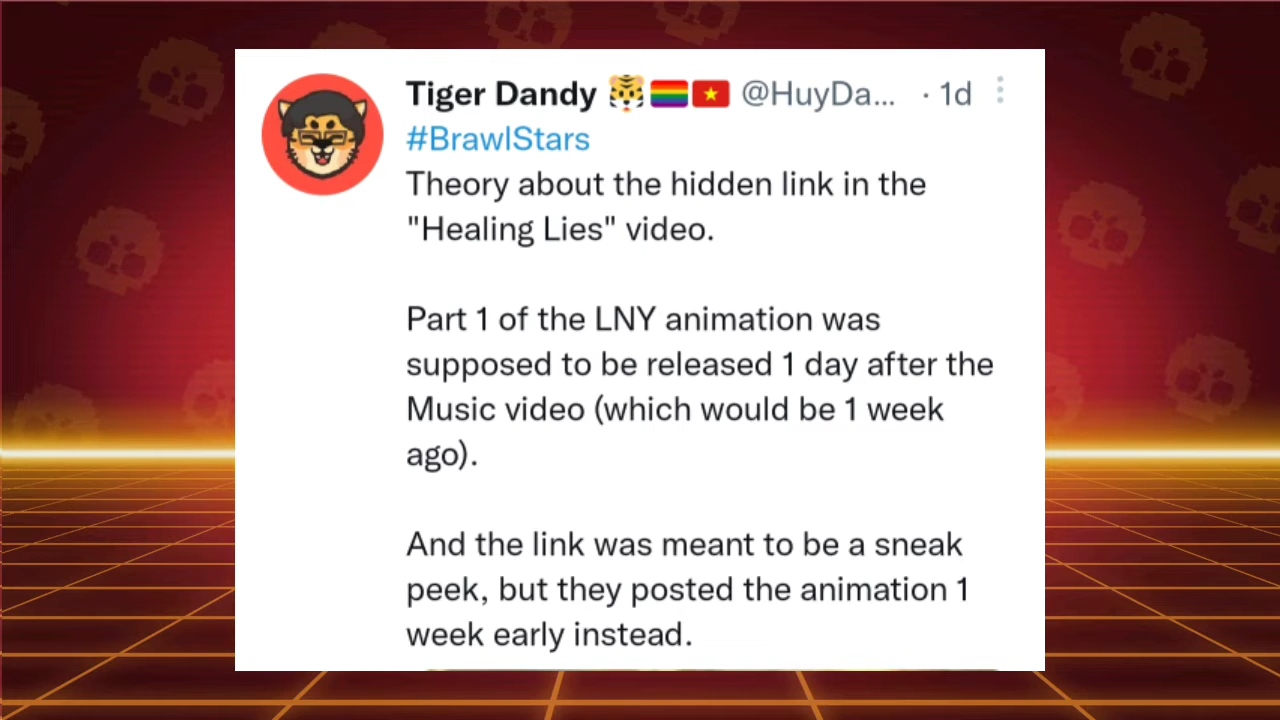 Tiger Dandy 🐯🏳️‍🌈🇻🇳 @HuyDa... · 1d
#BrawlStars
Theory about the hidden link in the
"Healing Lies" video.
Part 1 of the LNY animation was
supposed to be released 1 day after the
Music video (which would be 1 week
ago).
And the link was meant to be a sneak
peek, but they posted the animation 1
week early instead.